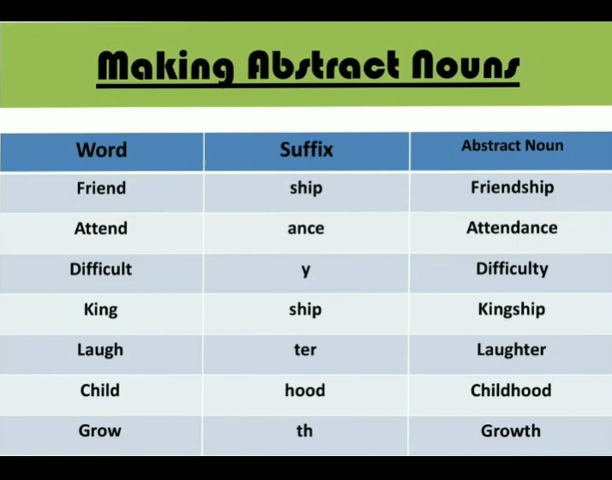 Making Abstract Nouns
Word Suffix Abstract Noun
Friend ship Friendship
Attend ance Attendance
Difficult y Difficulty
King ship Kingship
Laugh ter Laughter
Child hood Childhood
Grow th Growth